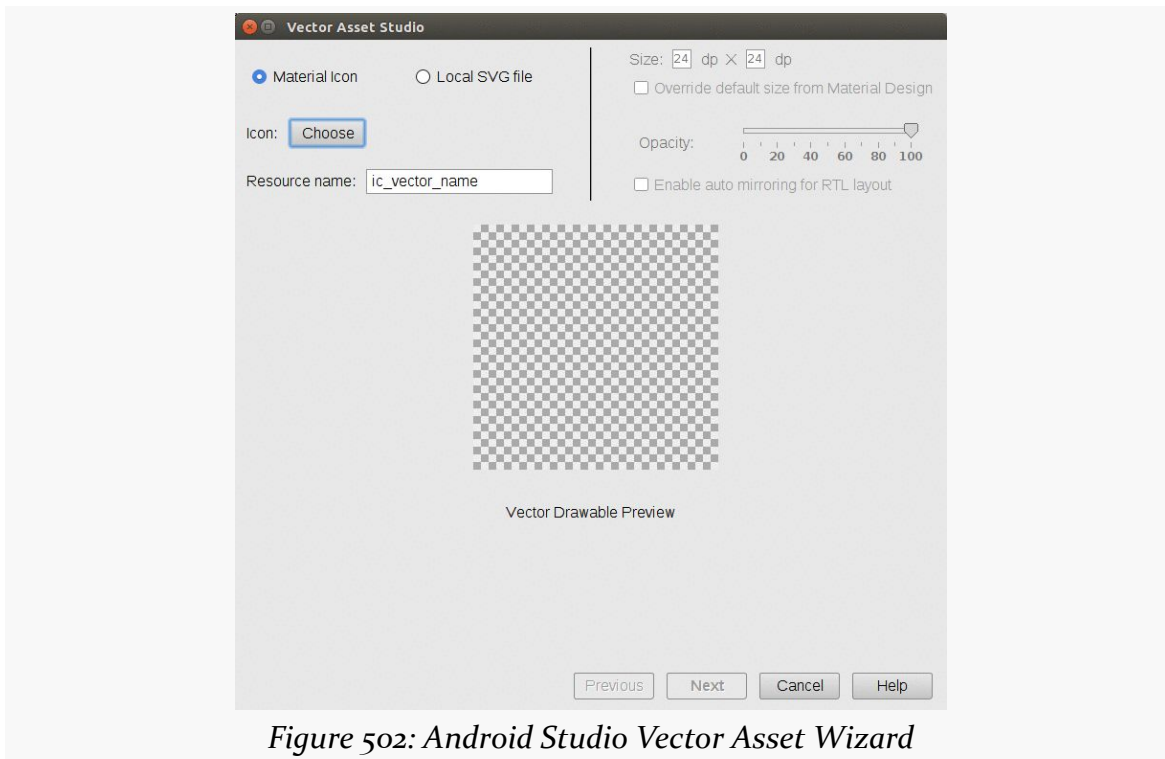 Vector Asset Studio
Material Icon
Local SVG file
Icon:
Choose
Resource name:
ic_vector_name
Size: 24 dp X 24 dp
Override default size from Material Design
Opacity:
0 20 40 60 80 100
Enable auto mirroring for RTL layout
Vector Drawable Preview
Previous
Next
Cancel
Help
Figure 502: Android Studio Vector Asset Wizard